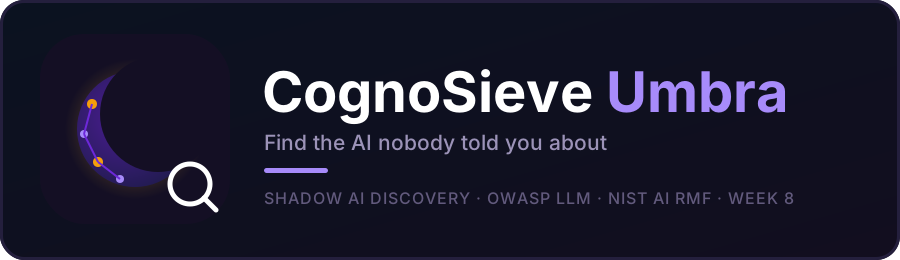 CognoSieve Umbra
Find the AI nobody told you about
SHADOW AI DISCOVERY · OWASP LLM · NIST AI RMF · WEEK 8